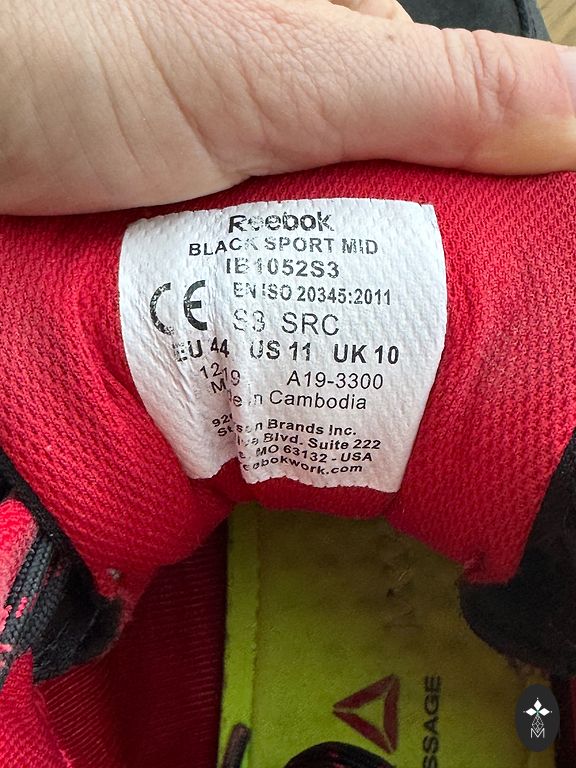 Reebok
BLACK SPORT MID
IB1052S3
CE EN ISO 20345:2011
S3 SRC
EU 44 US 11 UK 10
A19-3300
in Cambodia
Brands Inc.
Blvd. Suite 222
MO 63132 - USA
M